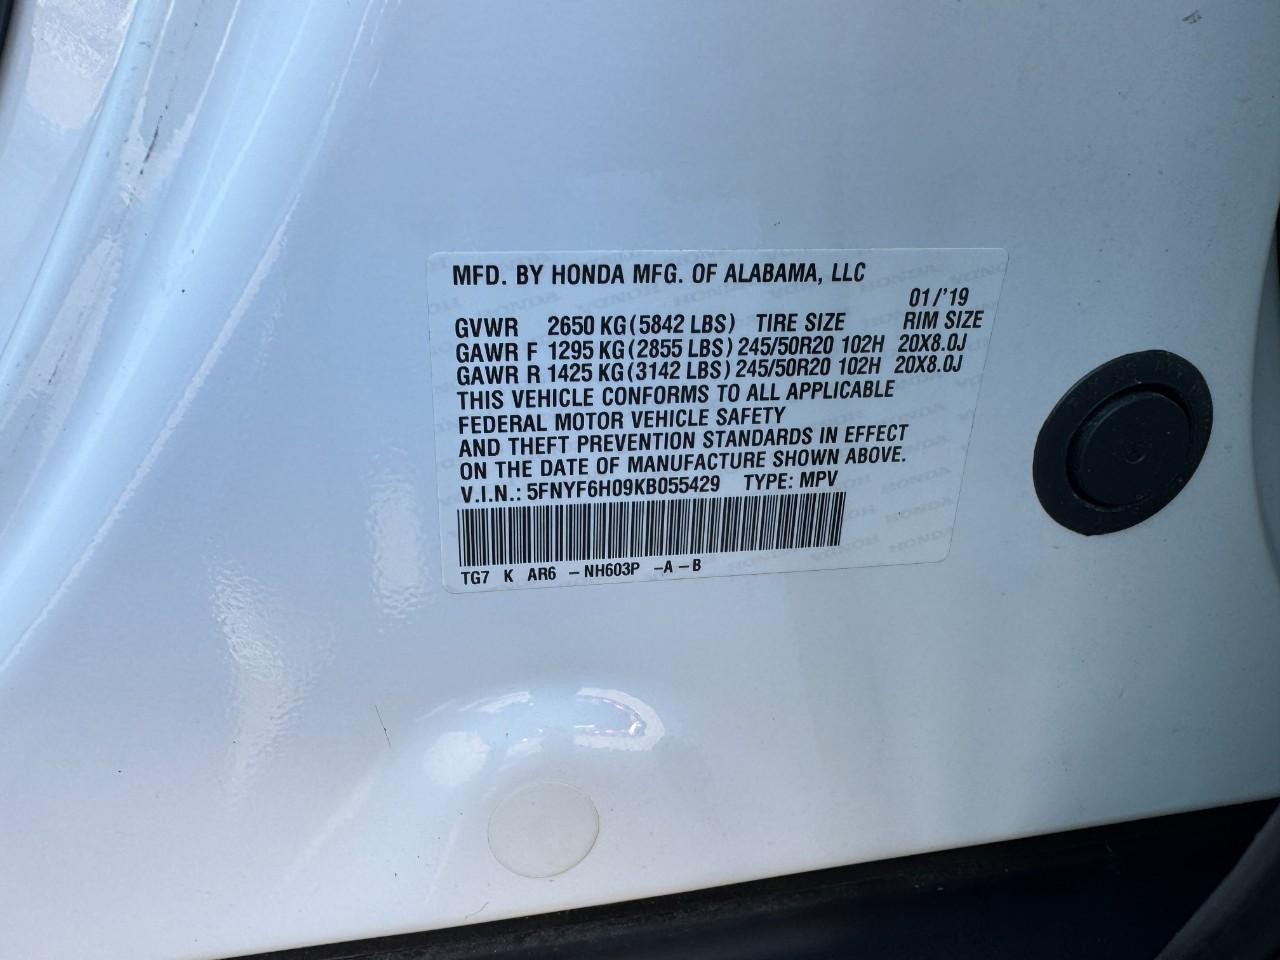 MFD. BY HONDA MFG. OF ALABAMA, LLC
01/'19
GVWR 2650 KG (5842 LBS) TIRE SIZE RIM SIZE
GAWR F 1295 KG (2855 LBS) 245/50R20 102H 20X8.0J
GAWR R 1425 KG (3142 LBS) 245/50R20 102H 20X8.0J
THIS VEHICLE CONFORMS TO ALL APPLICABLE
FEDERAL MOTOR VEHICLE SAFETY
AND THEFT PREVENTION STANDARDS IN EFFECT
ON THE DATE OF MANUFACTURE SHOWN ABOVE.
V.I.N.: 5FNYF6H09KB055429 TYPE: MPV
TG7 K AR6 - NH603P -A -B